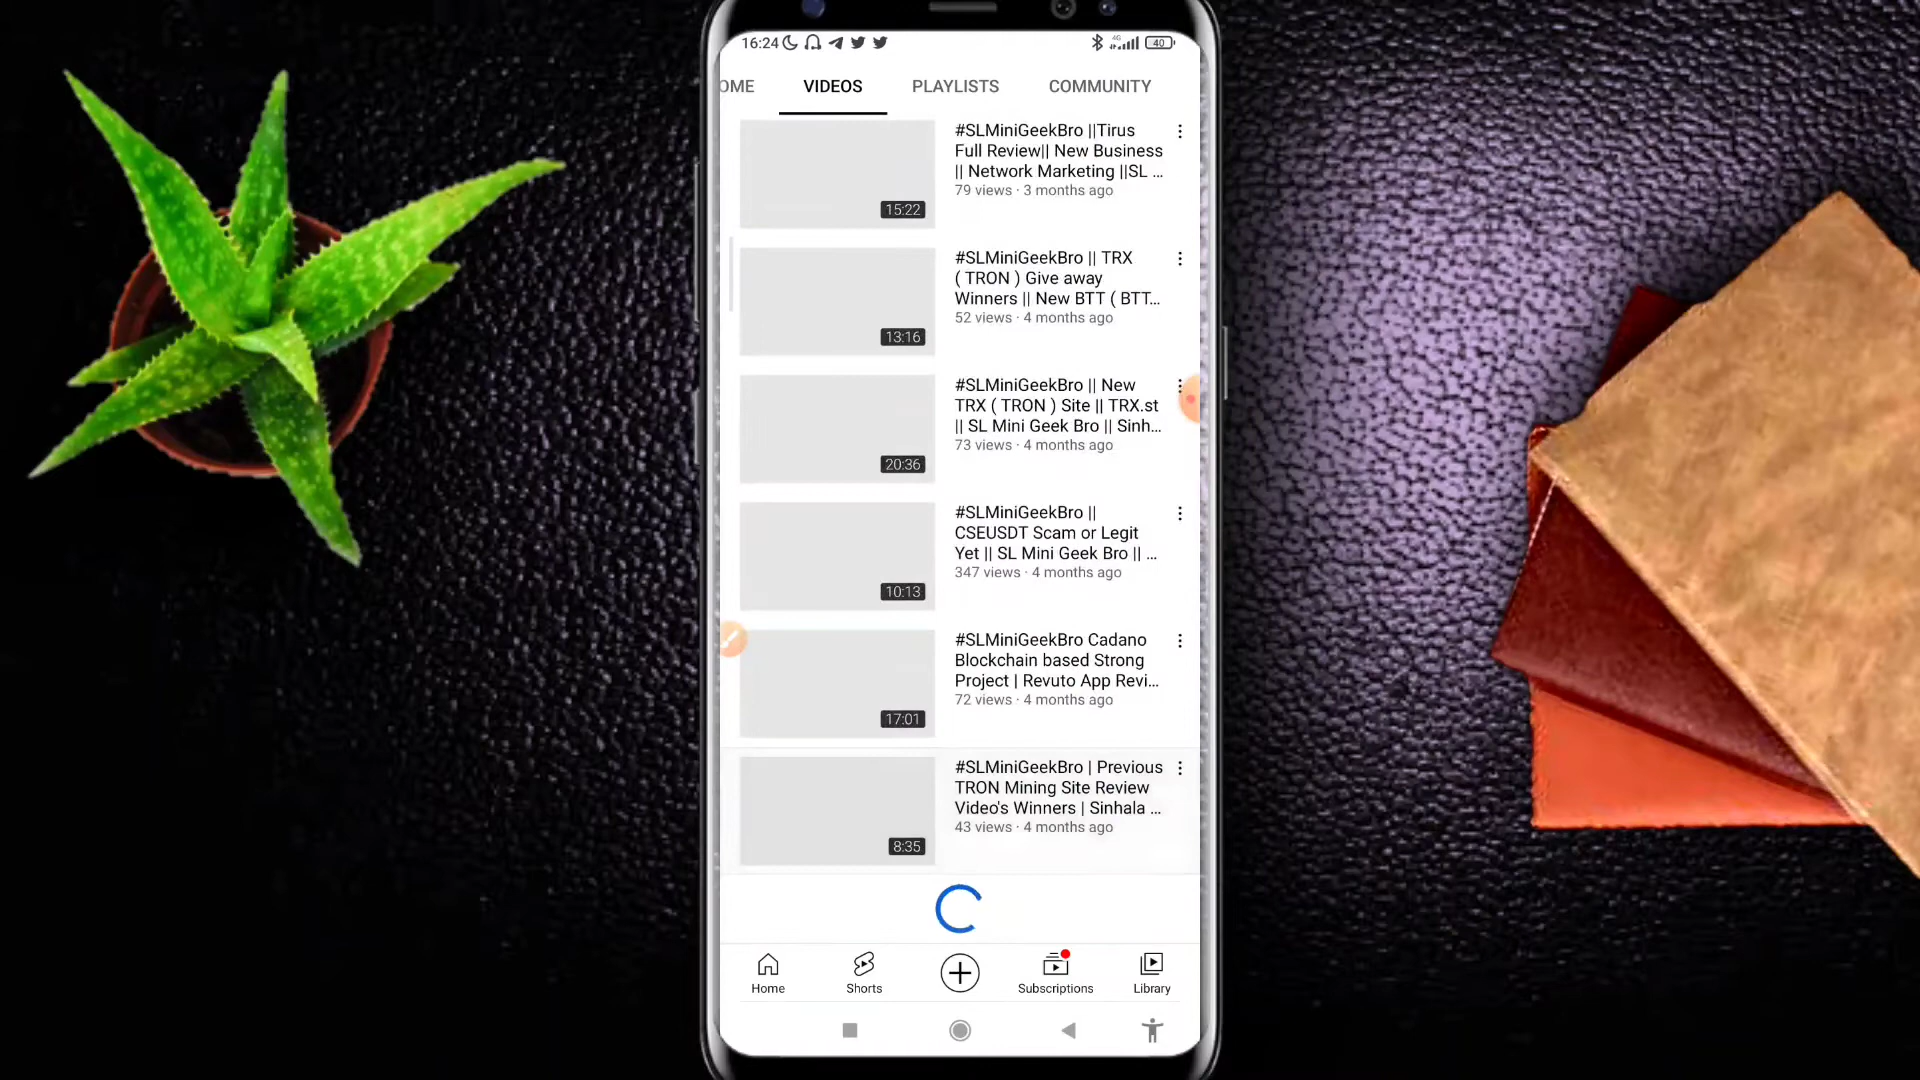 16:24
40
OME VIDEOS PLAYLISTS COMMUNITY
#SLMiniGeekBro ||Tirus
Full Review|| New Business
|| Network Marketing ||SL ...
79 views · 3 months ago
15:22
#SLMiniGeekBro || TRX
( TRON ) Give away
Winners || New BTT ( BTT...
52 views · 4 months ago
13:16
#SLMiniGeekBro || New
TRX ( TRON ) Site || TRX.st
|| SL Mini Geek Bro || Sinh...
73 views · 4 months ago
20:36
#SLMiniGeekBro ||
CSEUSDT Scam or Legit
Yet || SL Mini Geek Bro || ...
347 views · 4 months ago
10:13
#SLMiniGeekBro Cadano
Blockchain based Strong
Project | Revuto App Revi...
72 views · 4 months ago
17:01
#SLMiniGeekBro | Previous
TRON Mining Site Review
Video's Winners | Sinhala ...
43 views · 4 months ago
8:35
Home Shorts Subscriptions Library